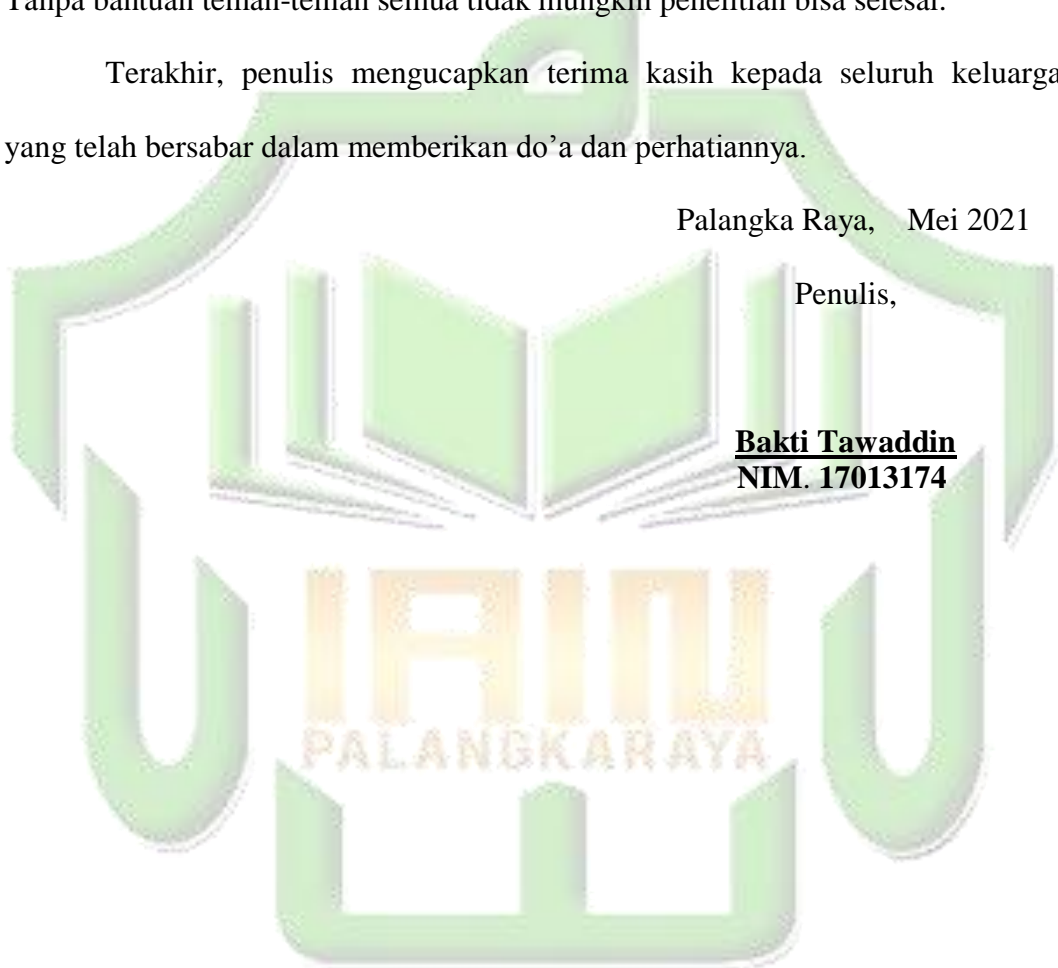 Tanpa bantuan teman-teman semua tidak mungkin penelitian bisa selesai.
Terakhir, penulis mengucapkan terima kasih kepada seluruh keluarga
yang telah bersabar dalam memberikan do’a dan perhatiannya.
Palangka Raya, Mei 2021
Penulis,
Bakti Tawaddin
NIM. 17013174
IAIN
PALANGKARAYA